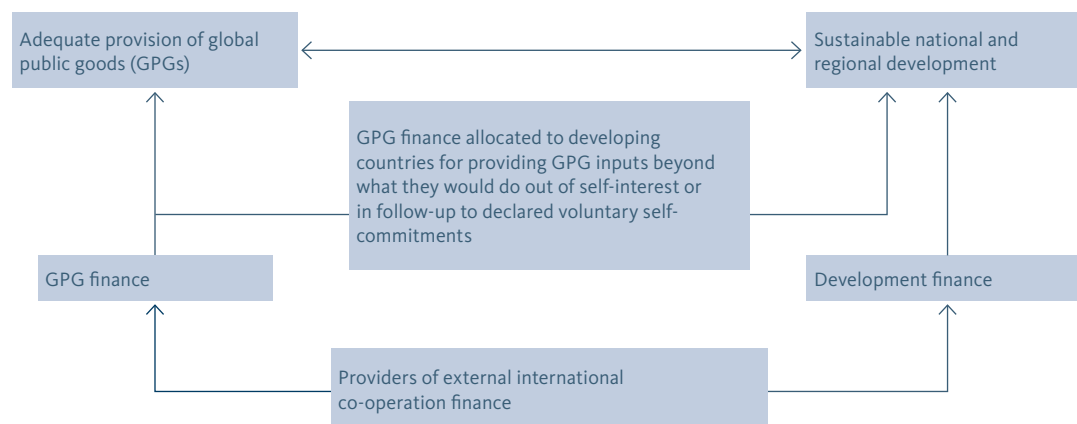 Adequate provision of global
public goods (GPGs)
Sustainable national and
regional development
GPG finance allocated to developing
countries for providing GPG inputs beyond
what they would do out of self-interest or
in follow-up to declared voluntary self-
commitments
GPG finance
Development finance
Providers of external international
co-operation finance